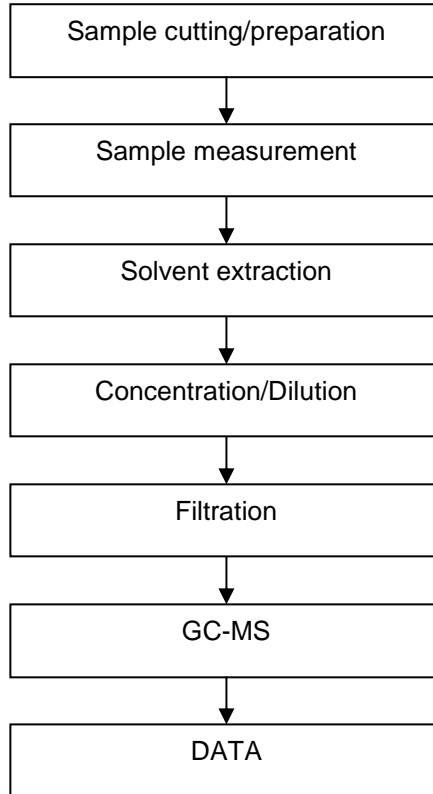 Sample cutting/preparation
Sample measurement
Solvent extraction
Concentration/Dilution
Filtration
GC-MS
DATA